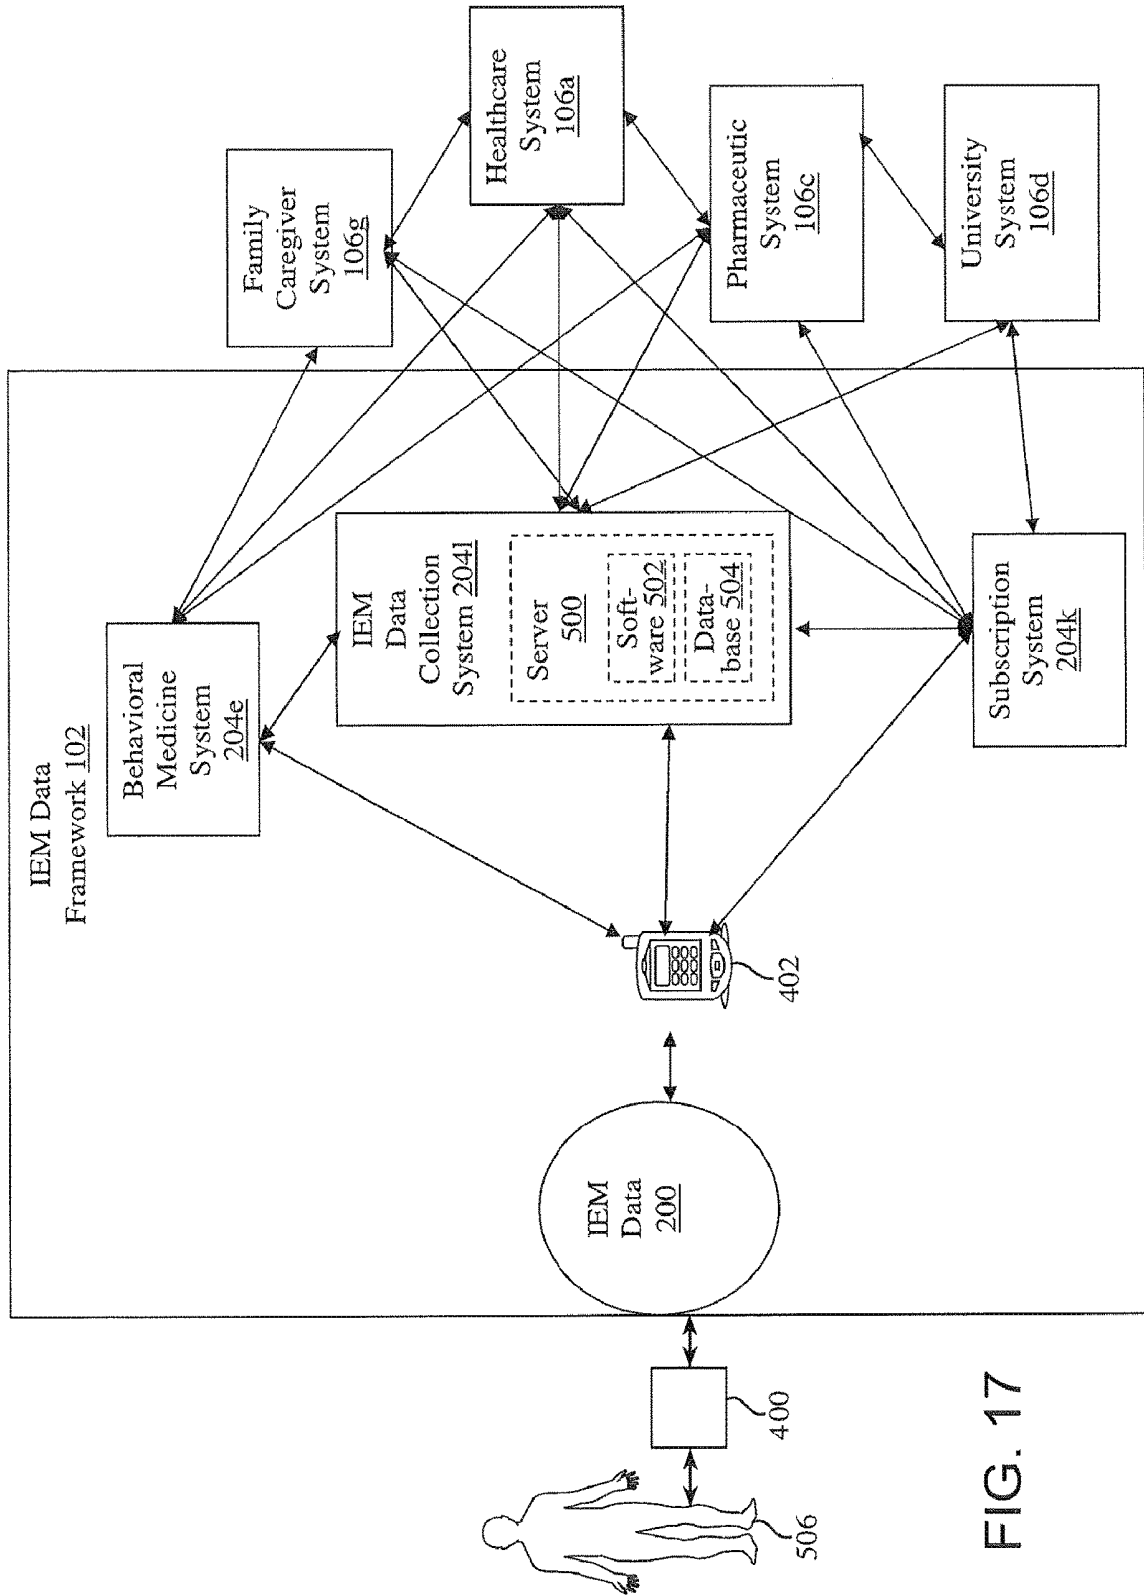 IEM Data
Framework 102
Behavioral
Medicine
System
204e
Family
Caregiver
System
106g
Healthcare
System
106a
IEM
Data
Collection
System 204l
Server
500
Soft-
ware 502
Data-
base 504
Pharmaceutic
System
106c
University
System
106d
Subscription
System
204k
402
IEM
Data
200
400
506
FIG. 17